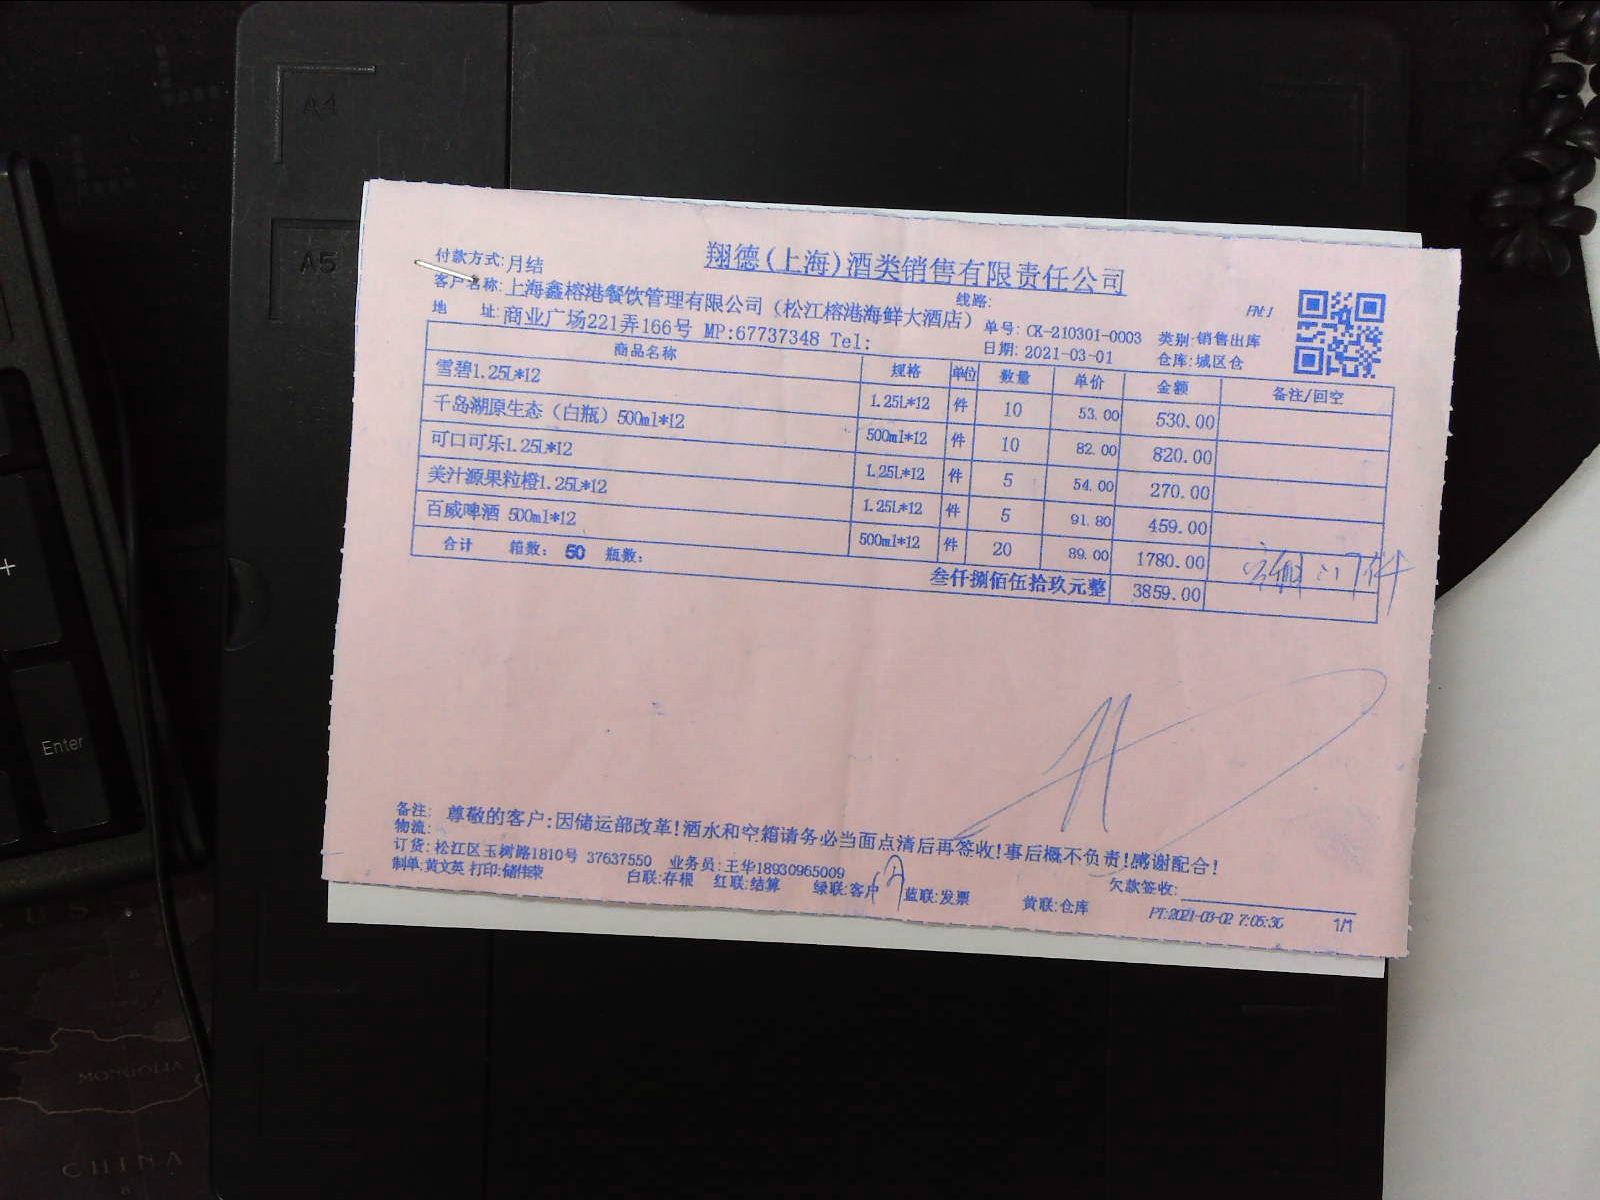 A4
A5
Enter
MONGOLIA
CHINA
翔德(上海)酒类销售有限责任公司
付款方式:月结
线路:
客户名称:上海鑫榕港餐饮管理有限公司（松江榕港海鲜大酒店）
单号: CK-210301-0003 类别:销售出库
地 址:商业广场221弄166号 MP:67737348 Tel:
日期: 2021-03-01 仓库:城区仓
商品名称 规格 单位 数量 单价 金额 备注/回空
雪碧1.25L*12 1.25L*12 件 10 53.00 530.00
千岛湖原生态（白瓶）500ml*12 500ml*12 件 10 82.00 820.00
可口可乐1.25L*12 1.25L*12 件 5 54.00 270.00
美汁源果粒橙1.25L*12 1.25L*12 件 5 91.80 459.00
百威啤酒 500ml*12 500ml*12 件 20 89.00 1780.00
合计 箱数: 50 瓶数: 叁仟捌佰伍拾玖元整 3859.00
备注: 尊敬的客户:因储运部改革!酒水和空箱请务必当面点清后再签收!事后概不负责!感谢配合!
物流:
订货: 松江区玉树路1810号 37637550 业务员:王华18930965009
欠款签收:
制单:黄文英 打印:储伟荣 白联:存根 红联:结算 绿联:客户 蓝联:发票 黄联:仓库 PT:2021-03-02 7:05:36 1/1